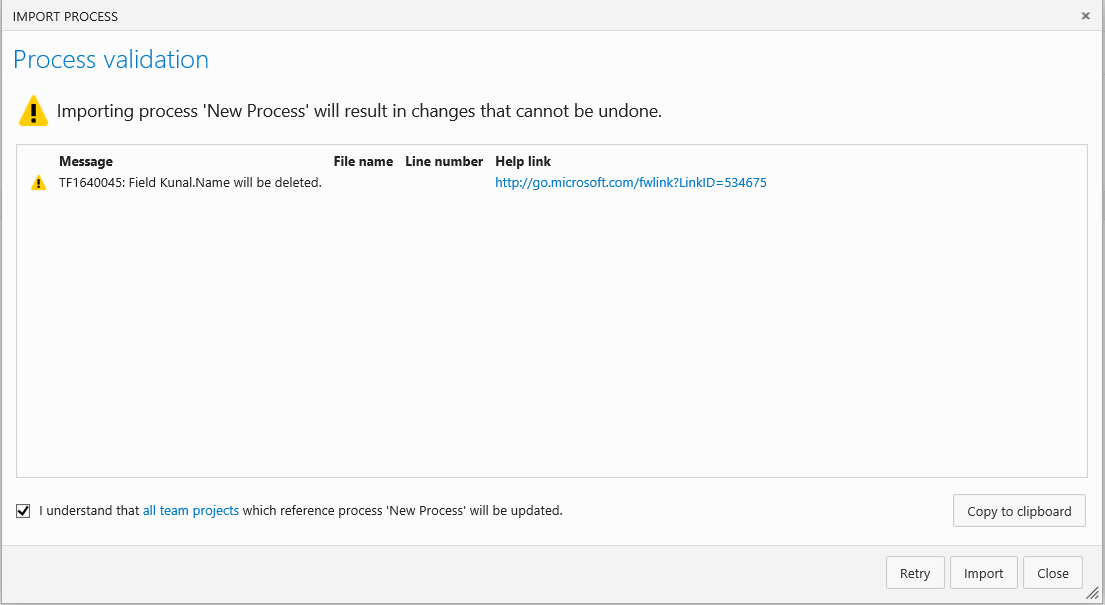 IMPORT PROCESS
Process validation
Importing process 'New Process' will result in changes that cannot be undone.
Message File name Line number Help link
TF1640045: Field Kunal.Name will be deleted. http://go.microsoft.com/fwlink?LinkID=534675
I understand that all team projects which reference process 'New Process' will be updated.
Copy to clipboard
Retry Import Close